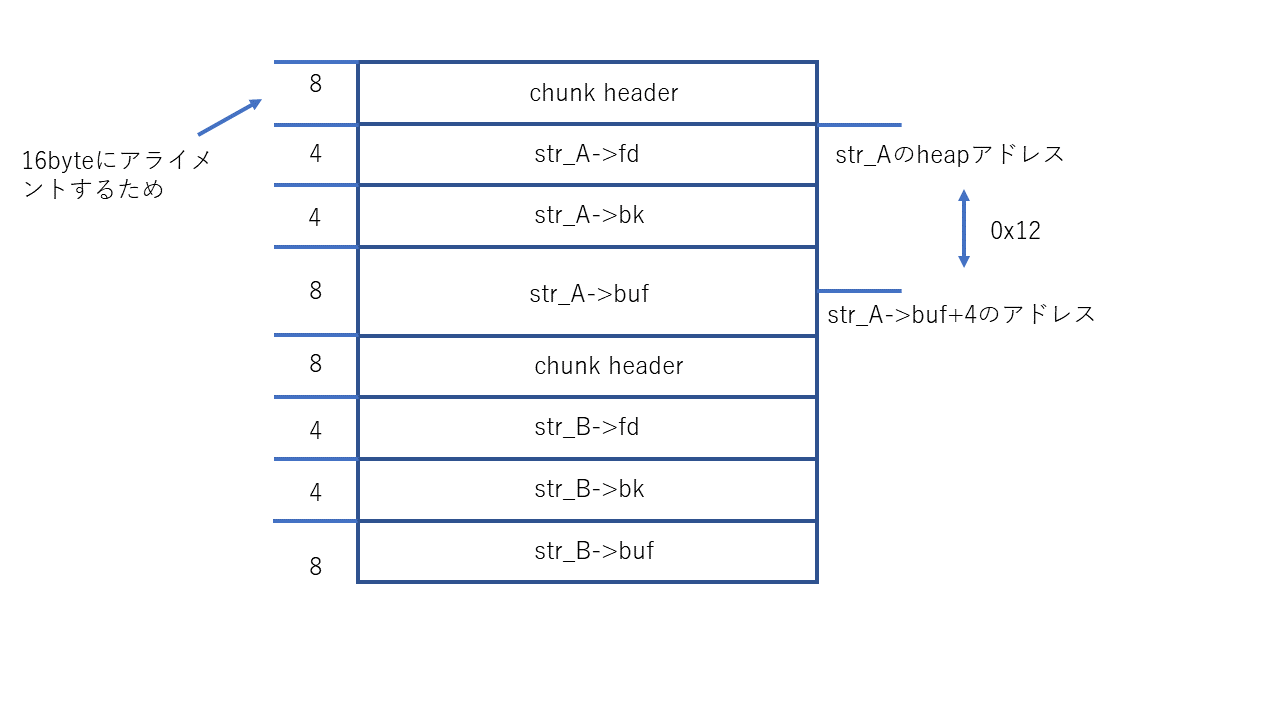 8
chunk header
16byteにアライメ
ントするため
4
str_A->fd
str_Aのheapアドレス
4
str_A->bk
0x12
8
str_A->buf
str_A->buf+4のアドレス
8
chunk header
4
str_B->fd
4
str_B->bk
8
str_B->buf